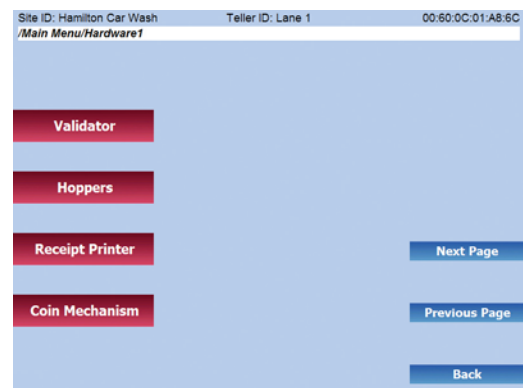 Site ID: Hamilton Car Wash Teller ID: Lane 1 00:60:0C:01:A8:6C
/Main Menu/Hardware1
Validator
Hoppers
Receipt Printer
Next Page
Coin Mechanism
Previous Page
Back